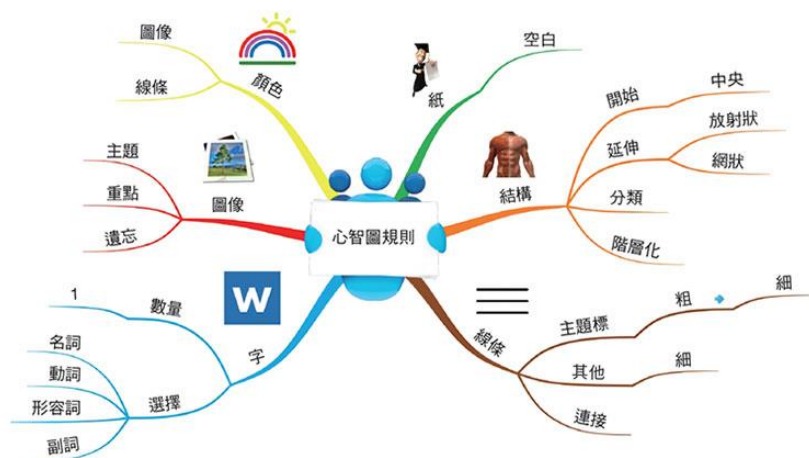 心智圖規則
紙
空白
結構
開始
中央
延伸
放射狀
網狀
分類
階層化
線條
主題標
粗
細
其他
細
連接
字
數量
1
選擇
名詞
動詞
形容詞
副詞
W
圖像
主題
重點
遺忘
顏色
圖像
線條